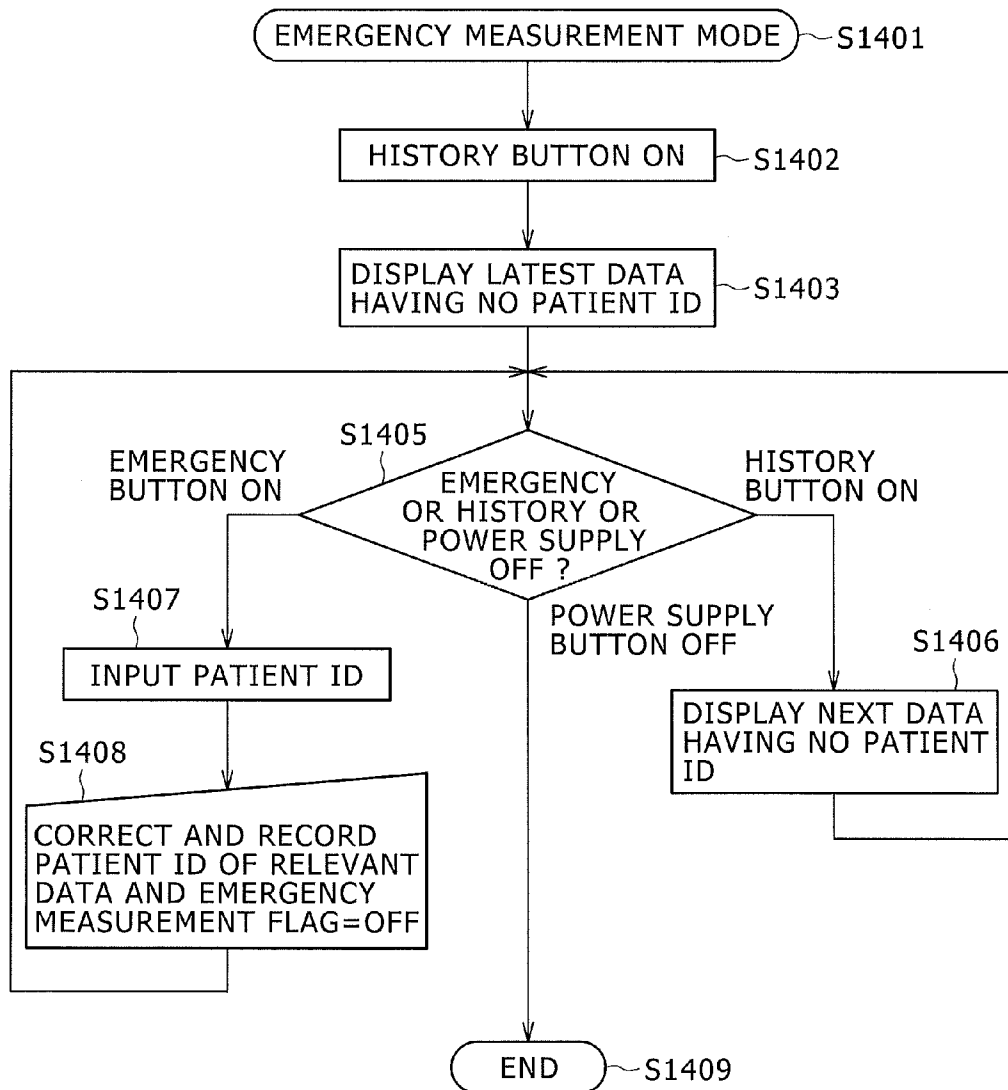 EMERGENCY MEASUREMENT MODE
S1401
HISTORY BUTTON ON
S1402
DISPLAY LATEST DATA
HAVING NO PATIENT ID
S1403
S1405
EMERGENCY
BUTTON ON
EMERGENCY
OR HISTORY OR
POWER SUPPLY
OFF ?
HISTORY
BUTTON ON
POWER SUPPLY
BUTTON OFF
S1407
INPUT PATIENT ID
S1406
DISPLAY NEXT DATA
HAVING NO PATIENT
ID
S1408
CORRECT AND RECORD
PATIENT ID OF RELEVANT
DATA AND EMERGENCY
MEASUREMENT FLAG=OFF
END
S1409